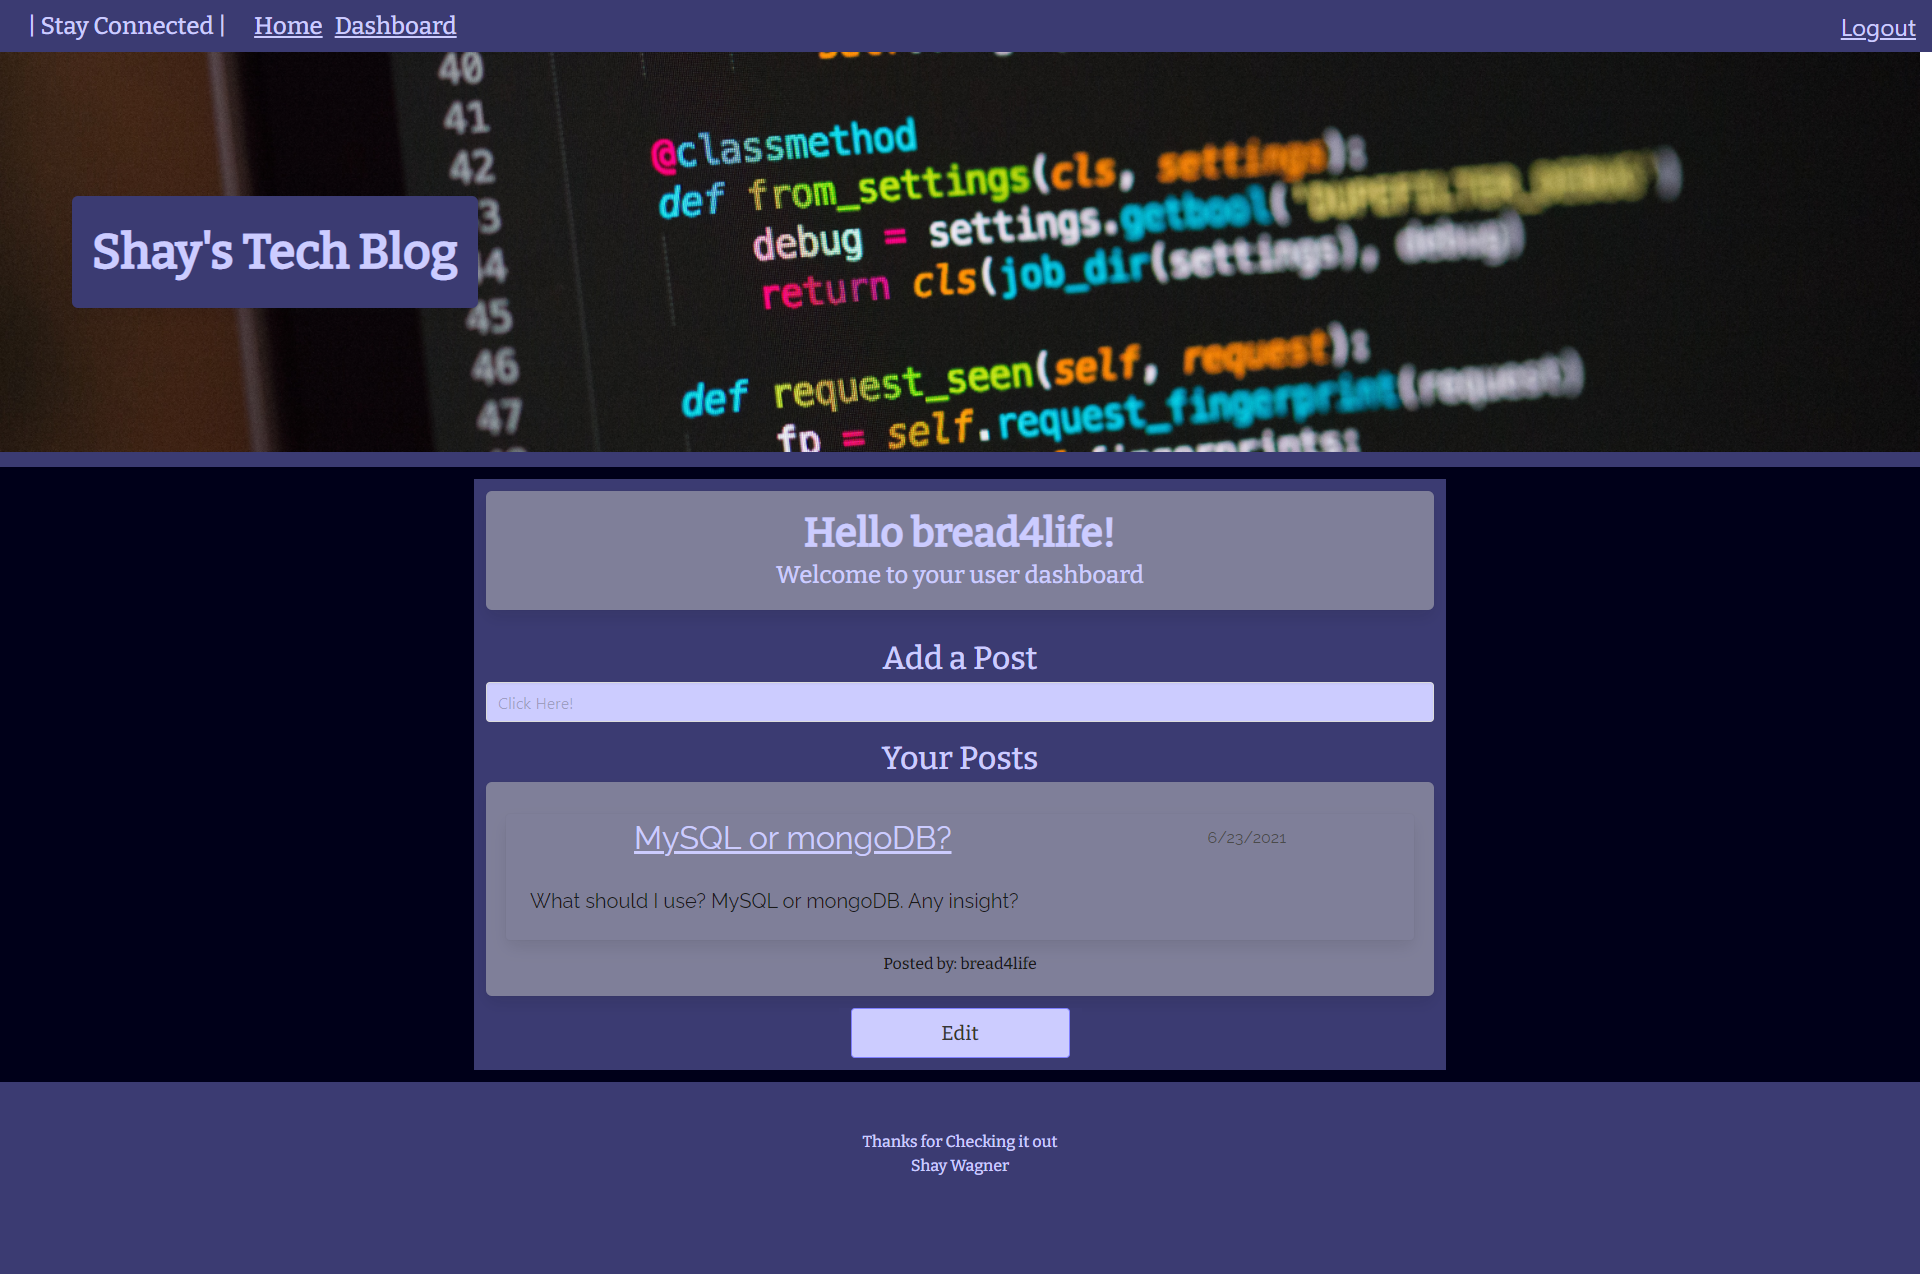 | Stay Connected | Home Dashboard Logout
40
41
42
45
46
47
@classmethod
def from_settings(cls, settings):
debug = settings.getbool('DUPEFILTER_DEBUG')
return cls(job_dir(settings), debug)
def request_seen(self, request):
fp = self.request_fingerprint(request)
Shay's Tech Blog
Hello bread4life!
Welcome to your user dashboard
Add a Post
Click Here!
Your Posts
MySQL or mongoDB? 6/23/2021
What should I use? MySQL or mongoDB. Any insight?
Posted by: bread4life
Edit
Thanks for Checking it out
Shay Wagner